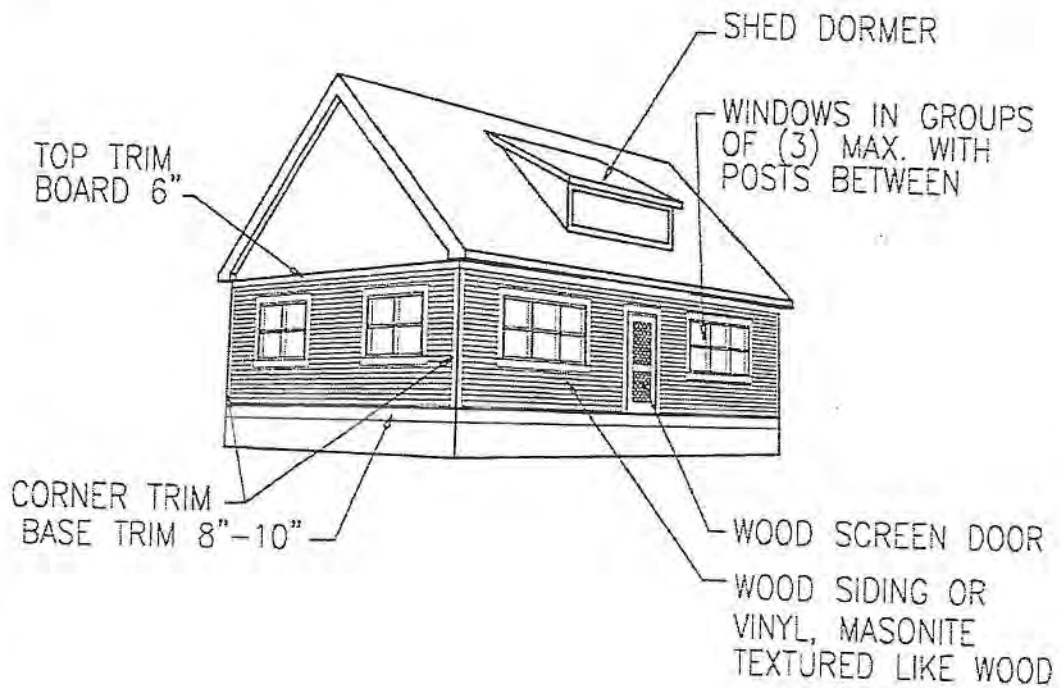 SHED DORMER
WINDOWS IN GROUPS
OF (3) MAX. WITH
POSTS BETWEEN
TOP TRIM
BOARD 6"
CORNER TRIM
BASE TRIM 8"-10"
WOOD SCREEN DOOR
WOOD SIDING OR
VINYL, MASONITE
TEXTURED LIKE WOOD